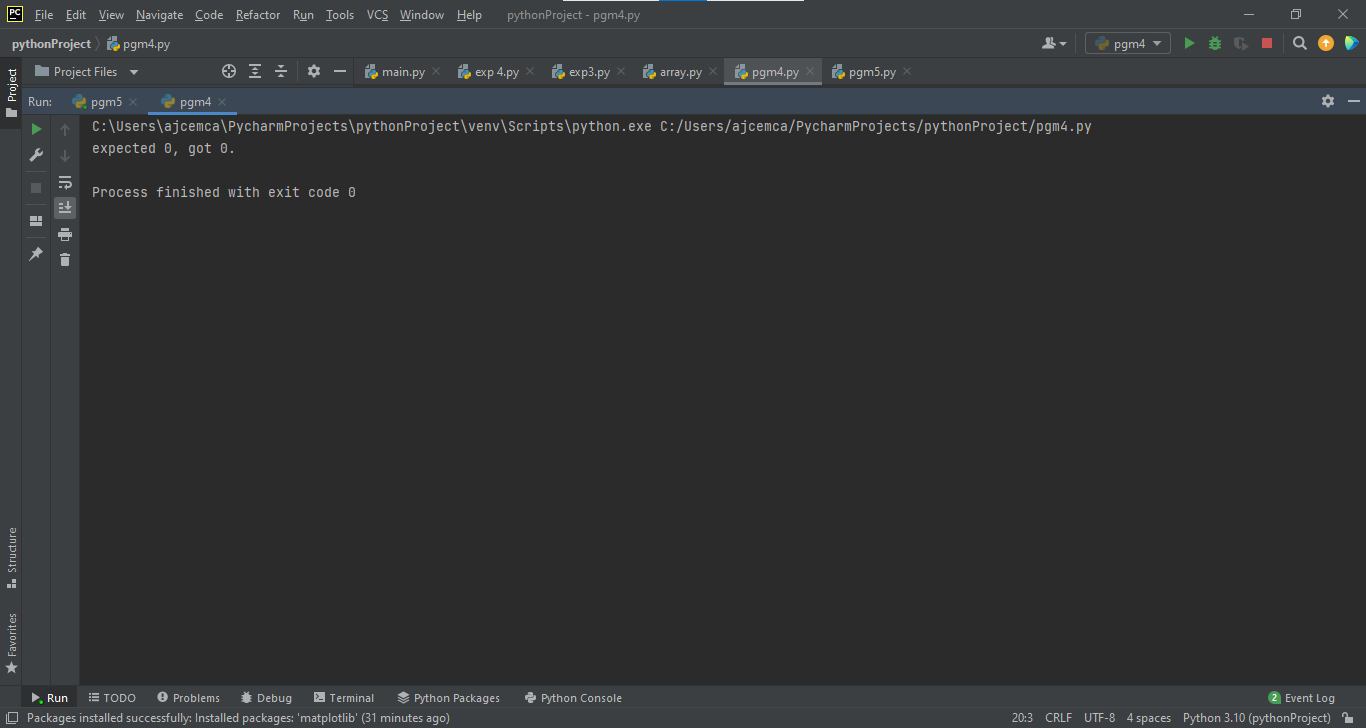 PC File Edit View Navigate Code Refactor Run Tools VCS Window Help pythonProject - pgm4.py
pythonProject pgm4.py pgm4
Project Files main.py exp 4.py exp3.py array.py pgm4.py pgm5.py
Project
Run: pgm5 pgm4
C:\Users\ajcemca\PycharmProjects\pythonProject\venv\Scripts\python.exe C:/Users/ajcemca/PycharmProjects/pythonProject/pgm4.py
expected 0, got 0.
Process finished with exit code 0
Structure
Favorites
Run TODO Problems Debug Terminal Python Packages Python Console 2 Event Log
Packages installed successfully: Installed packages: 'matplotlib' (31 minutes ago) 20:3 CRLF UTF-8 4 spaces Python 3.10 (pythonProject)